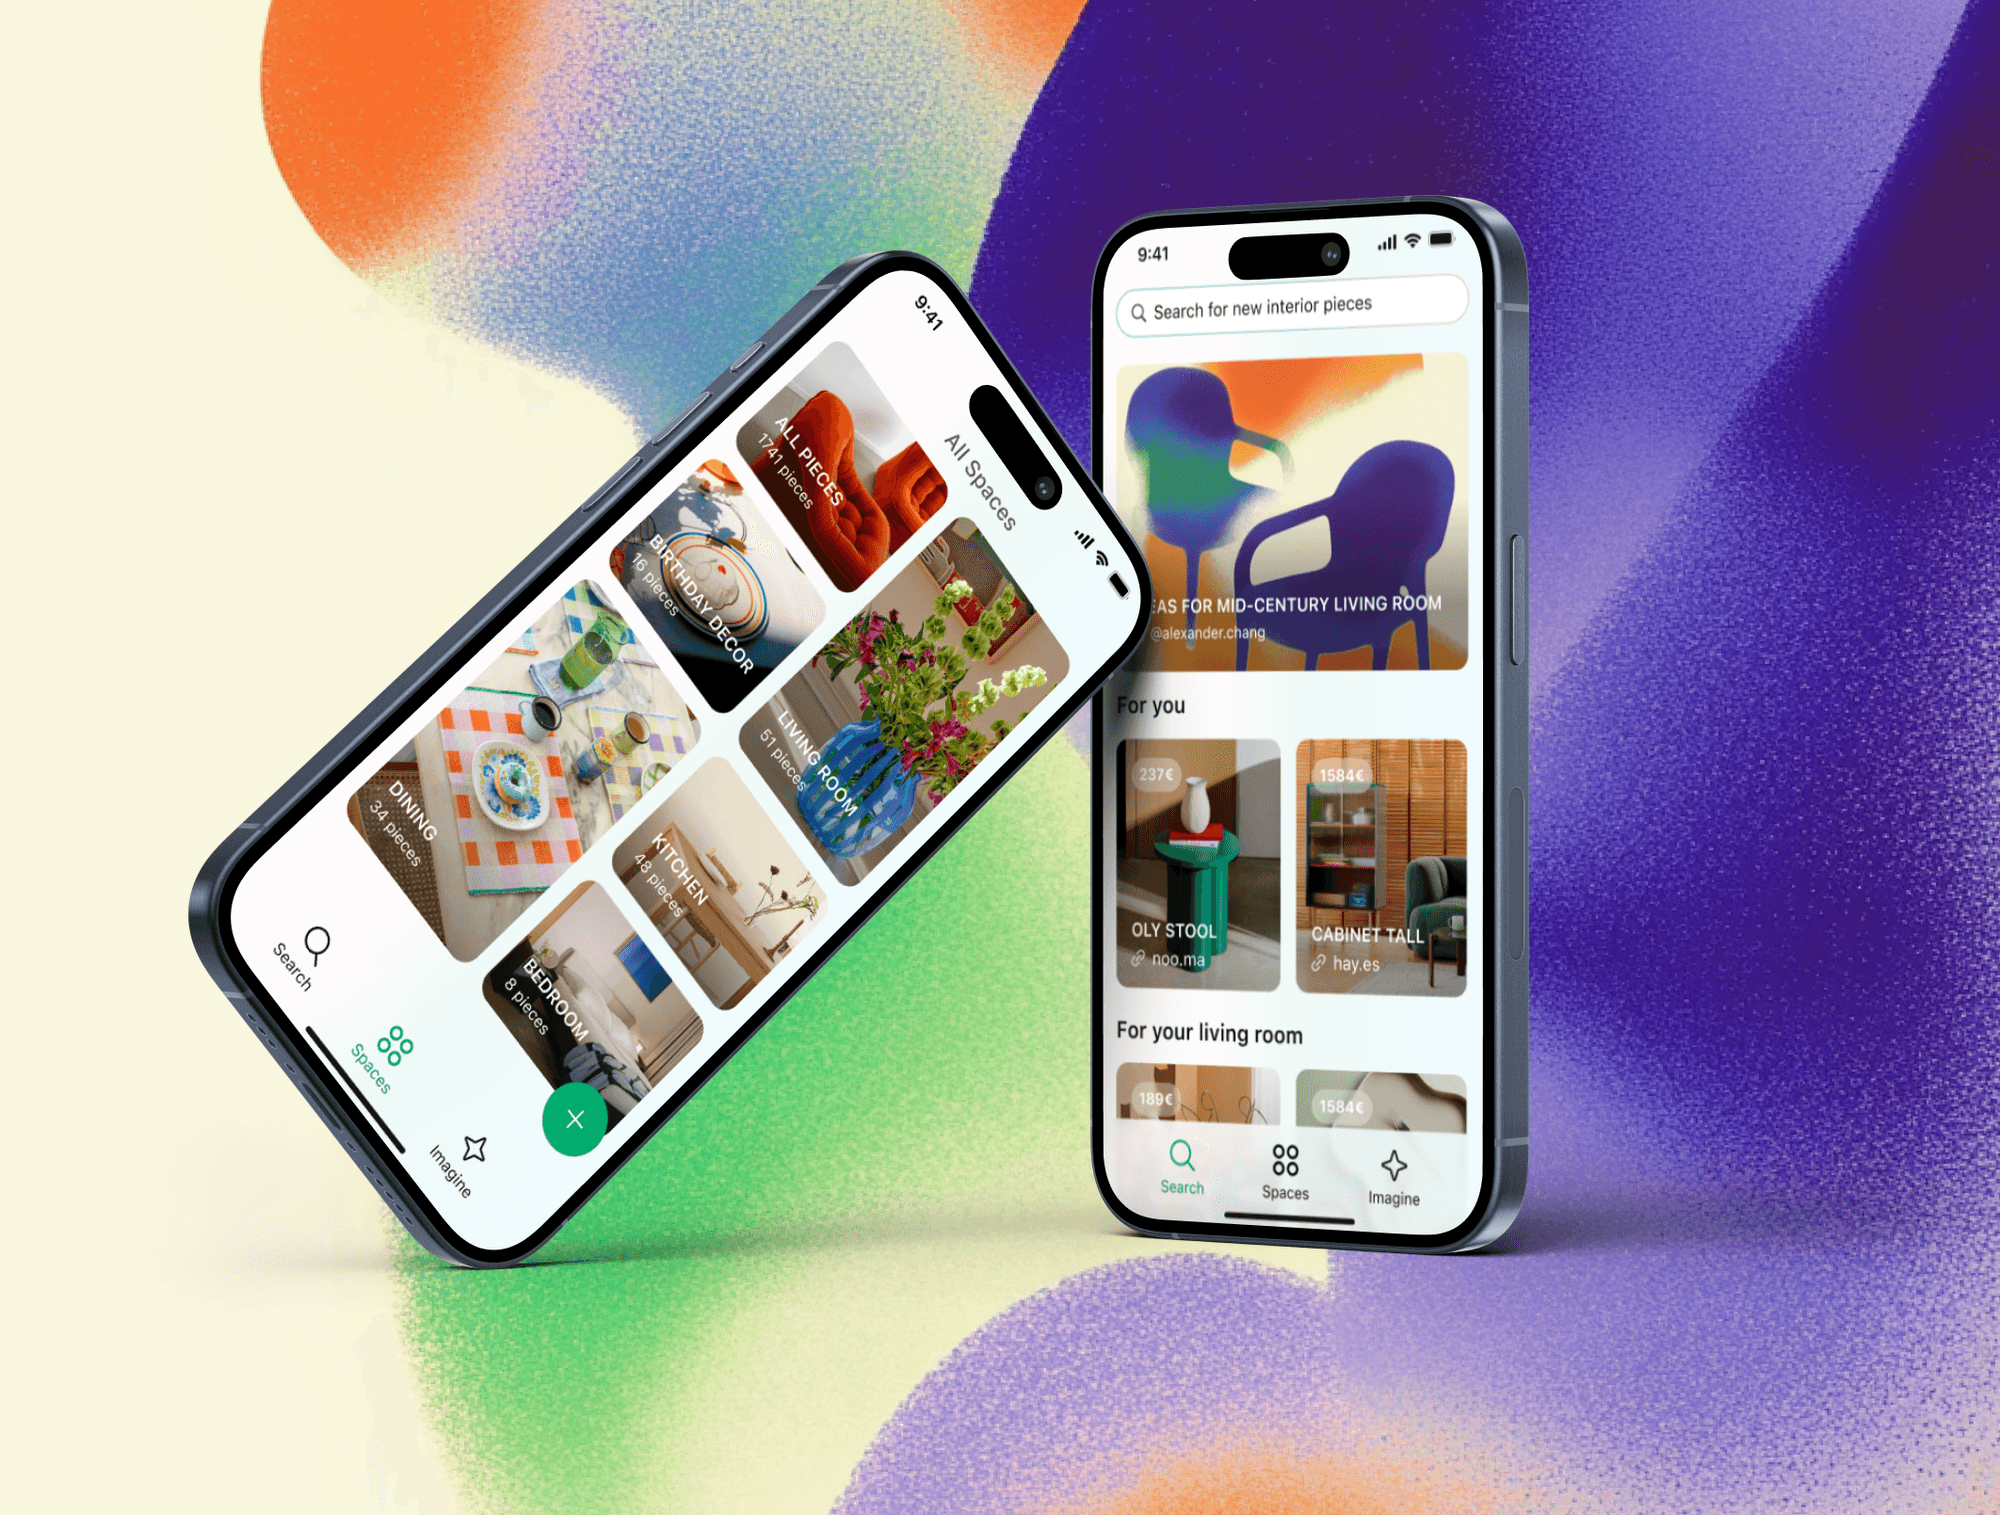 9:41
All Spaces
ALL PIECES
1741 pieces
BIRTHDAY DECOR
16 pieces
LIVING ROOM
51 pieces
DINING
34 pieces
KITCHEN
48 pieces
BEDROOM
8 pieces
Search
Spaces
Imagine
9:41
Search for new interior pieces
EAS FOR MID-CENTURY LIVING ROOM
@alexander.chang
For you
237€
OLY STOOL
noo.ma
1584€
CABINET TALL
hay.es
For your living room
189€
1584€
Search
Spaces
Imagine